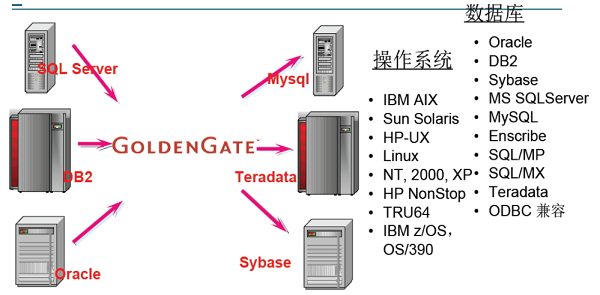 SQL Server
DB2
Oracle
GOLDENGATE™
Mysql
Teradata
Sybase
操作系统
• IBM AIX
• Sun Solaris
• HP-UX
• Linux
• NT, 2000, XP
• HP NonStop
• TRU64
• IBM z/OS，
OS/390
数据库
• Oracle
• DB2
• Sybase
• MS SQLServer
• MySQL
• Enscribe
• SQL/MP
• SQL/MX
• Teradata
• ODBC 兼容